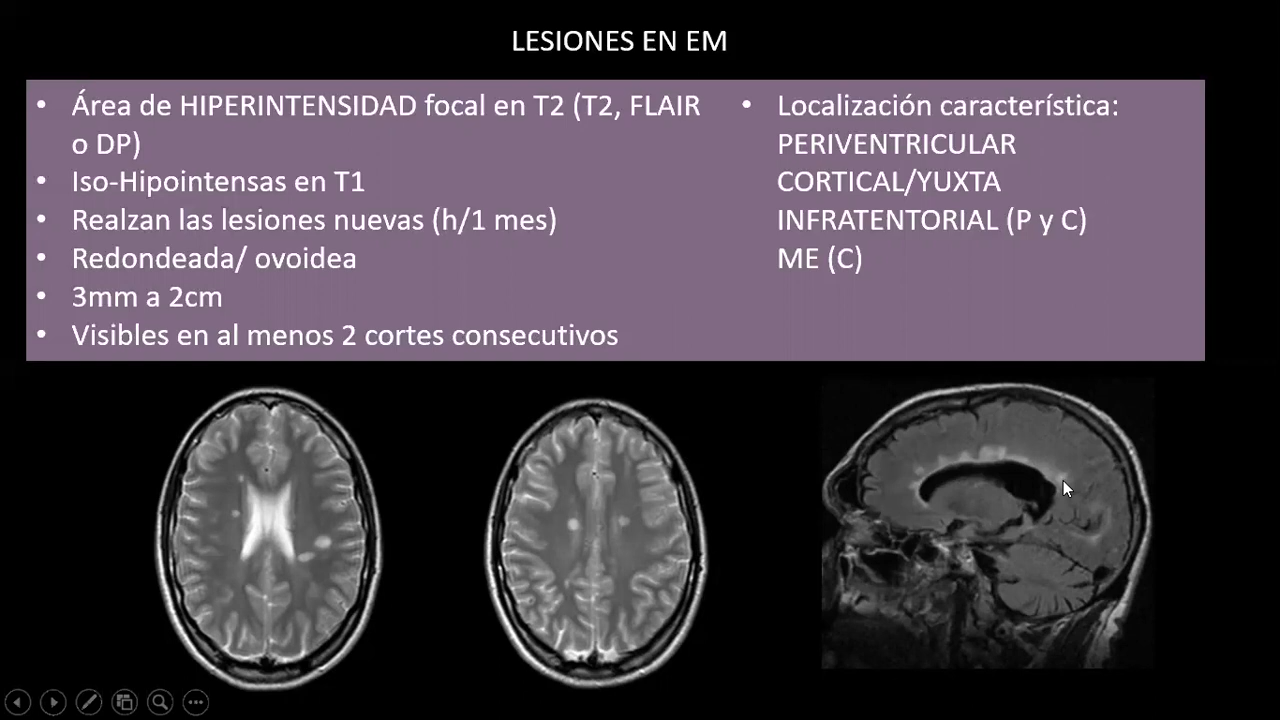 LESIONES EN EM
• Área de HIPERINTENSIDAD focal en T2 (T2, FLAIR
o DP)
• Iso-Hipointensas en T1
• Realzan las lesiones nuevas (h/1 mes)
• Redondeada/ ovoidea
• 3mm a 2cm
• Visibles en al menos 2 cortes consecutivos
• Localización característica:
PERIVENTRICULAR
CORTICAL/YUXTA
INFRATENTORIAL (P y C)
ME (C)